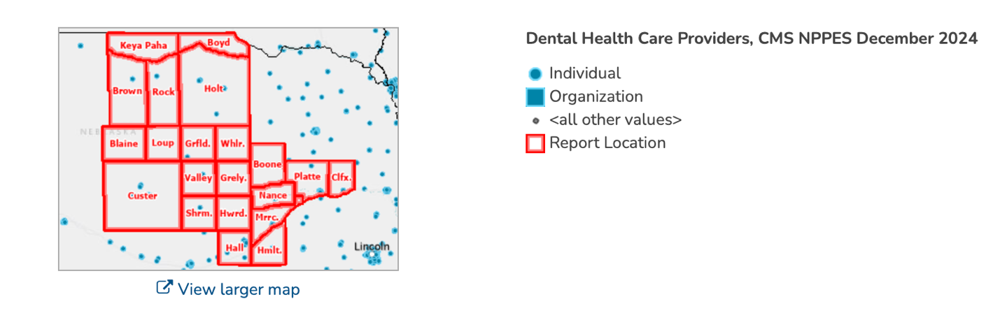 Dental Health Care Providers, CMS NPPES December 2024
Individual
Organization
<all other values>
Report Location
Keya Paha
Boyd
Brown
Rock
Holt
NEBRASKA
Blaine
Loup
Grfld.
Whlr.
Boone
Custer
Valley
Grely.
Platte
Clfx.
Nance
Shrm.
Hwrd.
Mrrc.
Hall
Hmlt.
Lincoln
View larger map